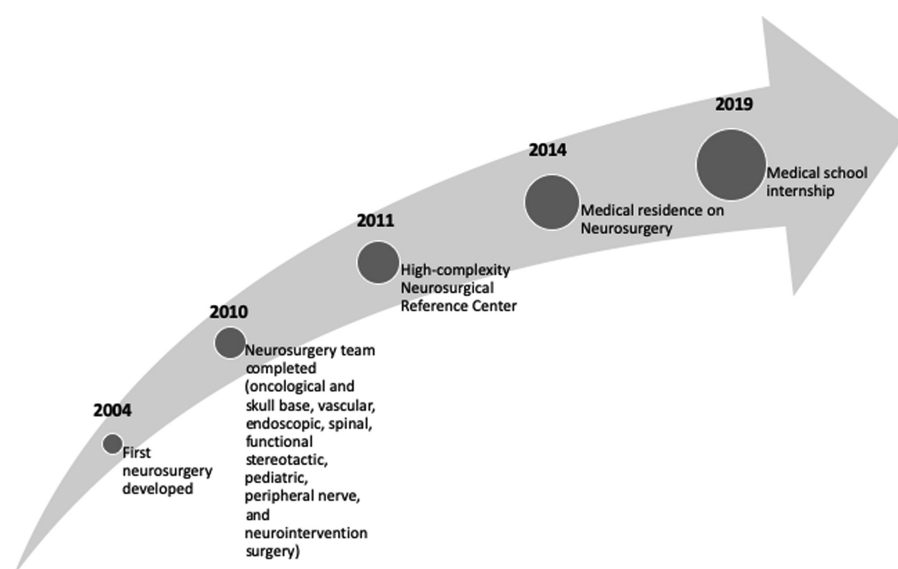 2004
First
neurosurgery
developed
2010
Neurosurgery team
completed
(oncological and
skull base, vascular,
endoscopic, spinal,
functional
stereotactic,
pediatric,
peripheral nerve,
and
neurointervention
surgery)
2011
High-complexity
Neurosurgical
Reference Center
2014
Medical residence on
Neurosurgery
2019
Medical school
internship